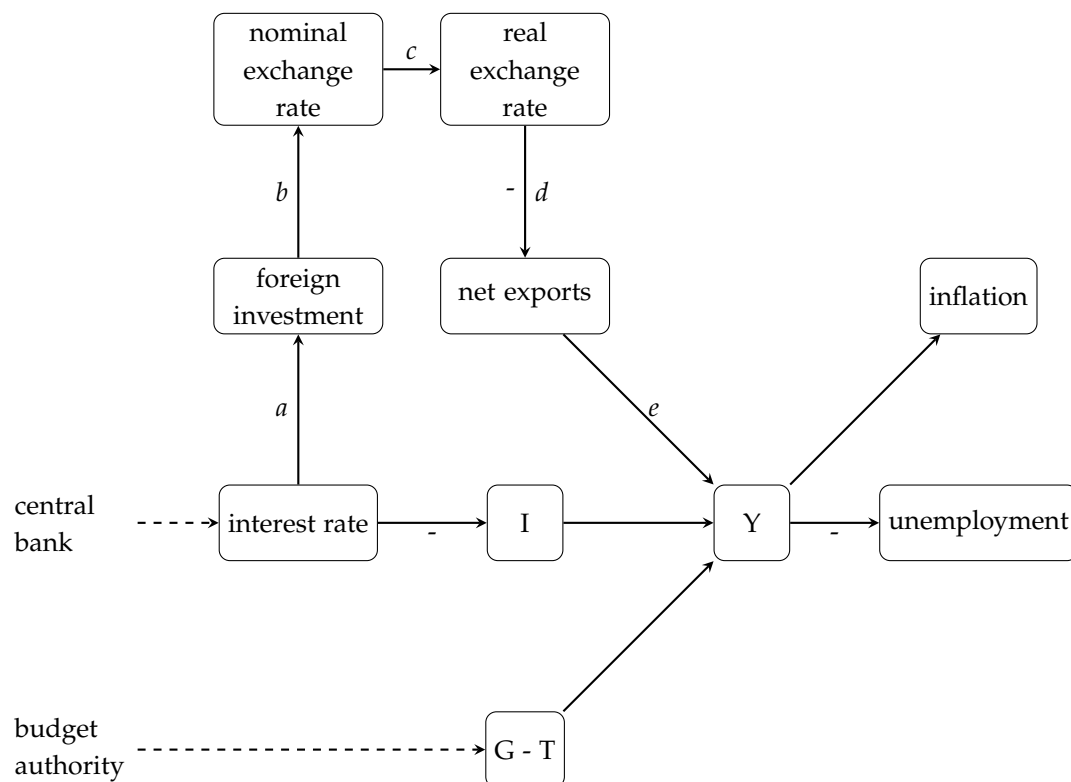 nominal
exchange
rate
c
real
exchange
rate
b
-
d
foreign
investment
net exports
inflation
a
e
central
bank
interest rate
-
I
Y
-
unemployment
budget
authority
G - T